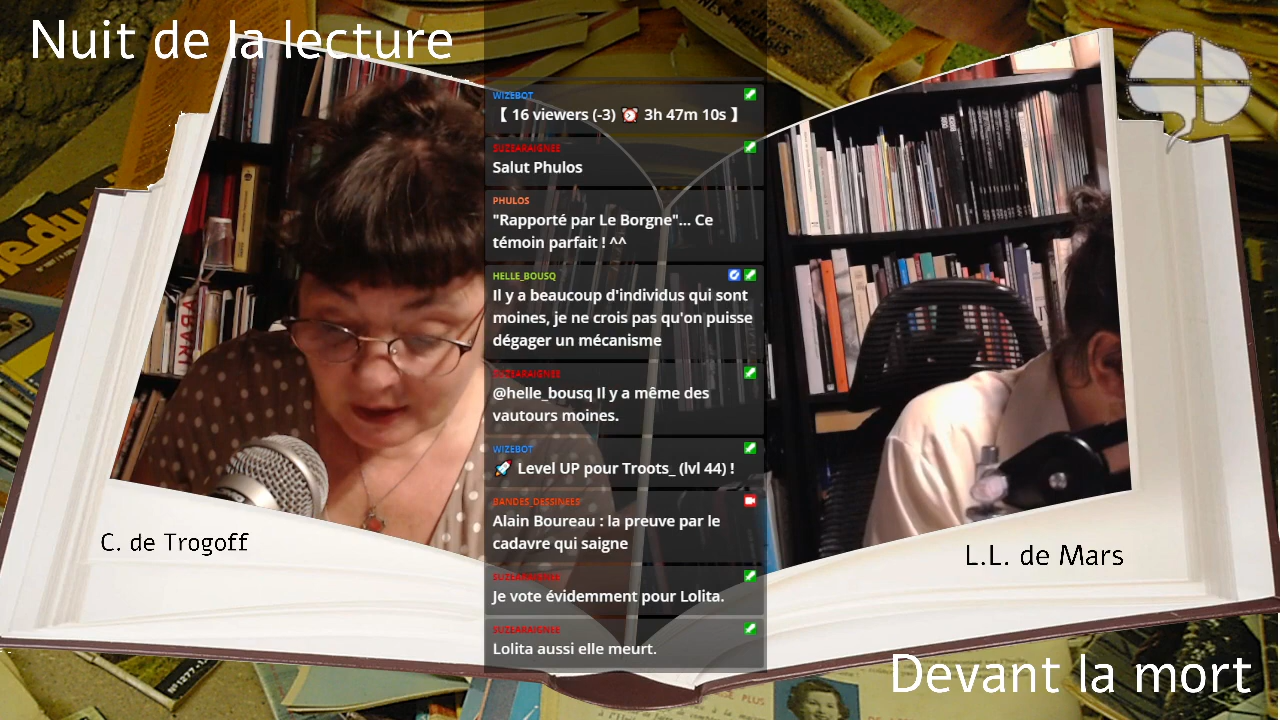 Nuit de la lecture
WIZEBOT
【 16 viewers (-3) ⏰ 3h 47m 10s 】
SUZEARAIGNEE
Salut Phulos
PHULOS
"Rapporté par Le Borgne"... Ce
témoin parfait ! ^^
HELLE_BOUSQ
Il y a beaucoup d'individus qui sont
moines, je ne crois pas qu'on puisse
dégager un mécanisme
SUZEARAIGNEE
@helle_bousq Il y a même des
vautours moines.
WIZEBOT
🚀 Level UP pour Troots_ (lvl 44) !
BANDES_DESSINEES
Alain Boureau : la preuve par le
cadavre qui saigne
SUZEARAIGNEE
Je vote évidemment pour Lolita.
SUZEARAIGNEE
Lolita aussi elle meurt.
ARAKI
C. de Trogoff
L.L. de Mars
Devant la mort